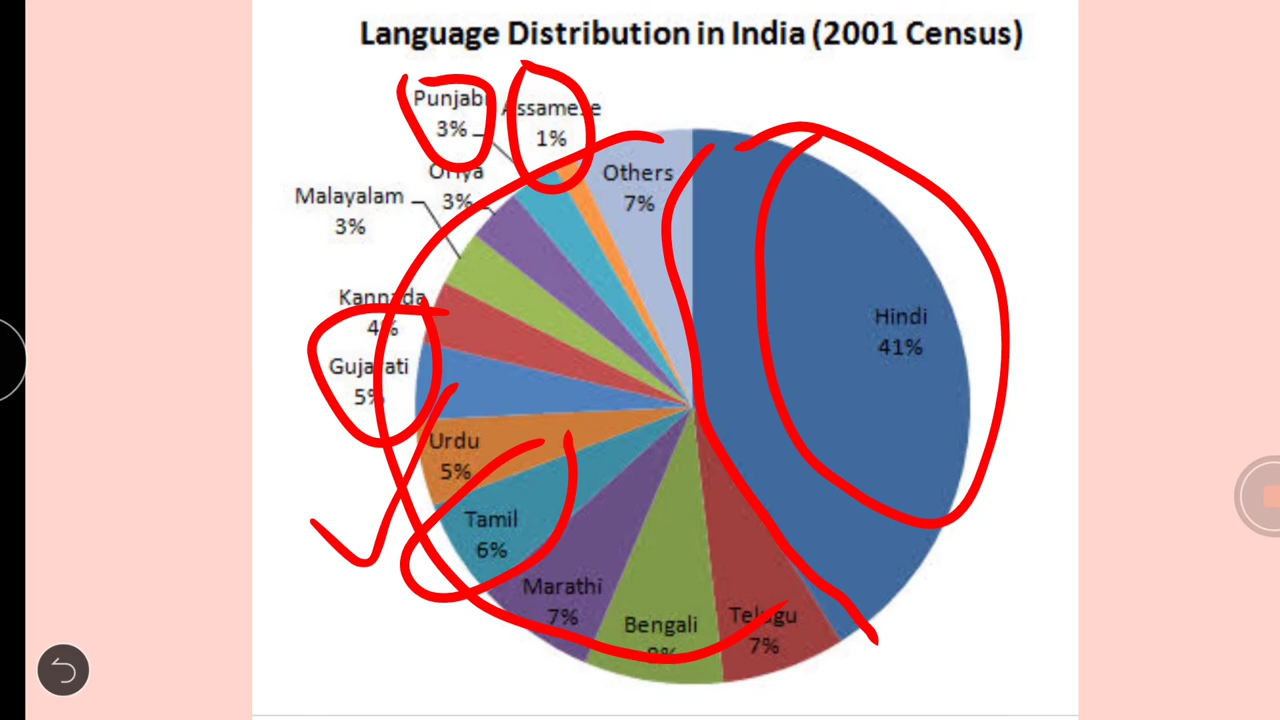 Language Distribution in India (2001 Census)
Punjabi
3%
Assamese
1%
Others
7%
Oriya
3%
Malayalam
3%
Kannada
4%
Gujarati
5%
Urdu
5%
Tamil
6%
Marathi
7%
Bengali
8%
Telugu
7%
Hindi
41%